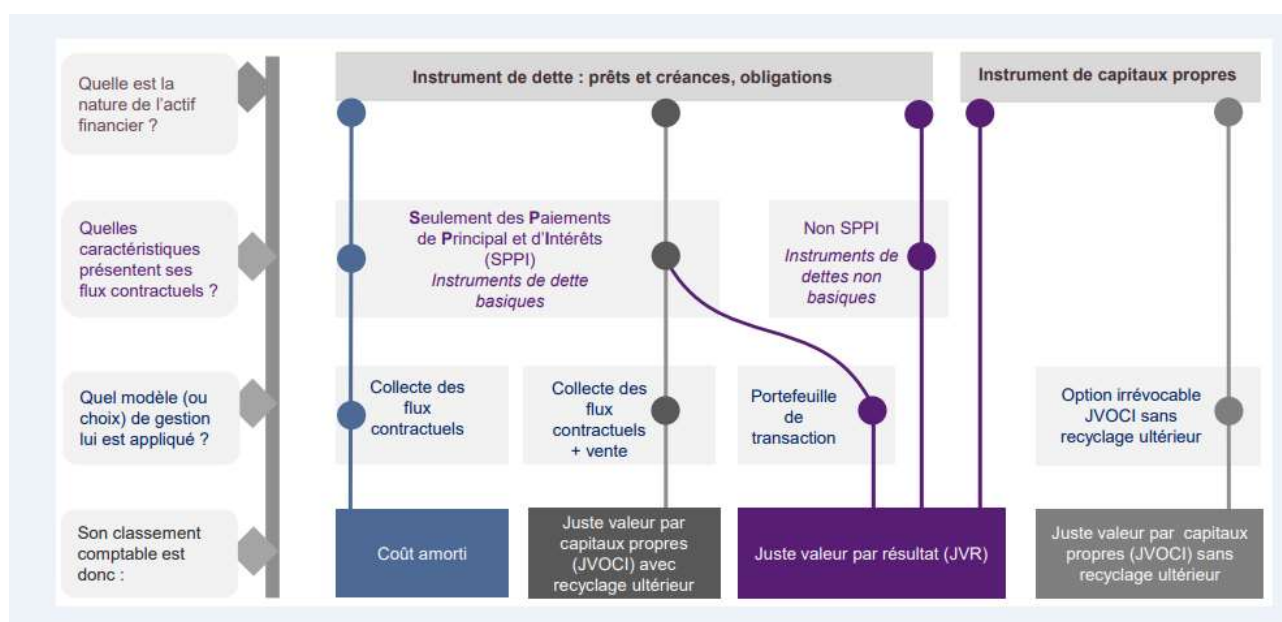 Quelle est la
nature de l'actif
financier ?
Instrument de dette : prêts et créances, obligations
Instrument de capitaux propres
Quelles
caractéristiques
présentent ses
flux contractuels ?
Seulement des Paiements
de Principal et d'Intérêts
(SPPI)
Instruments de dette
basiques
Non SPPI
Instruments de
dettes non
basiques
Quel modèle (ou
choix) de gestion
lui est appliqué ?
Collecte des
flux
contractuels
Collecte des
flux
contractuels
+ vente
Portefeuille
de
transaction
Option irrévocable
JVOCI sans
recyclage ultérieur
Son classement
comptable est
donc :
Coût amorti
Juste valeur par
capitaux propres
(JVOCI) avec
recyclage ultérieur
Juste valeur par résultat (JVR)
Juste valeur par capitaux
propres (JVOCI) sans
recyclage ultérieur